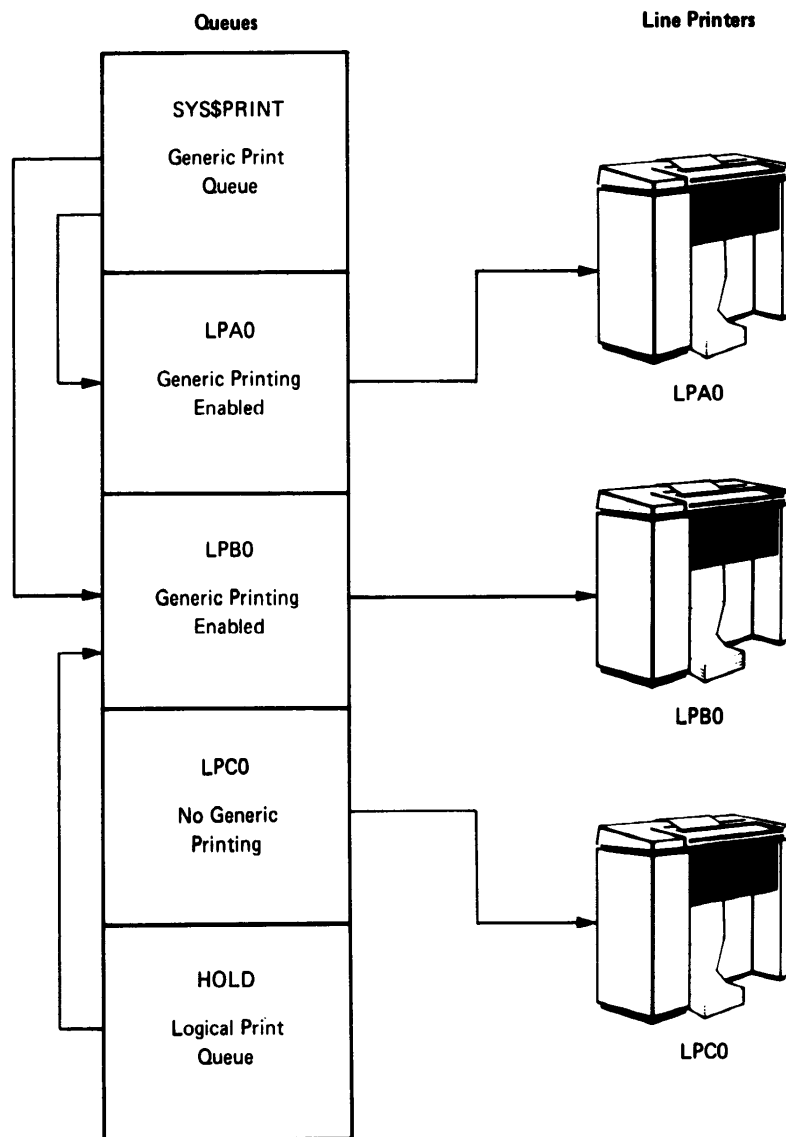 Queues
Line Printers
SYS$PRINT
Generic Print
Queue
LPA0
Generic Printing
Enabled
LPA0
LPB0
Generic Printing
Enabled
LPB0
LPC0
No Generic
Printing
LPC0
HOLD
Logical Print
Queue